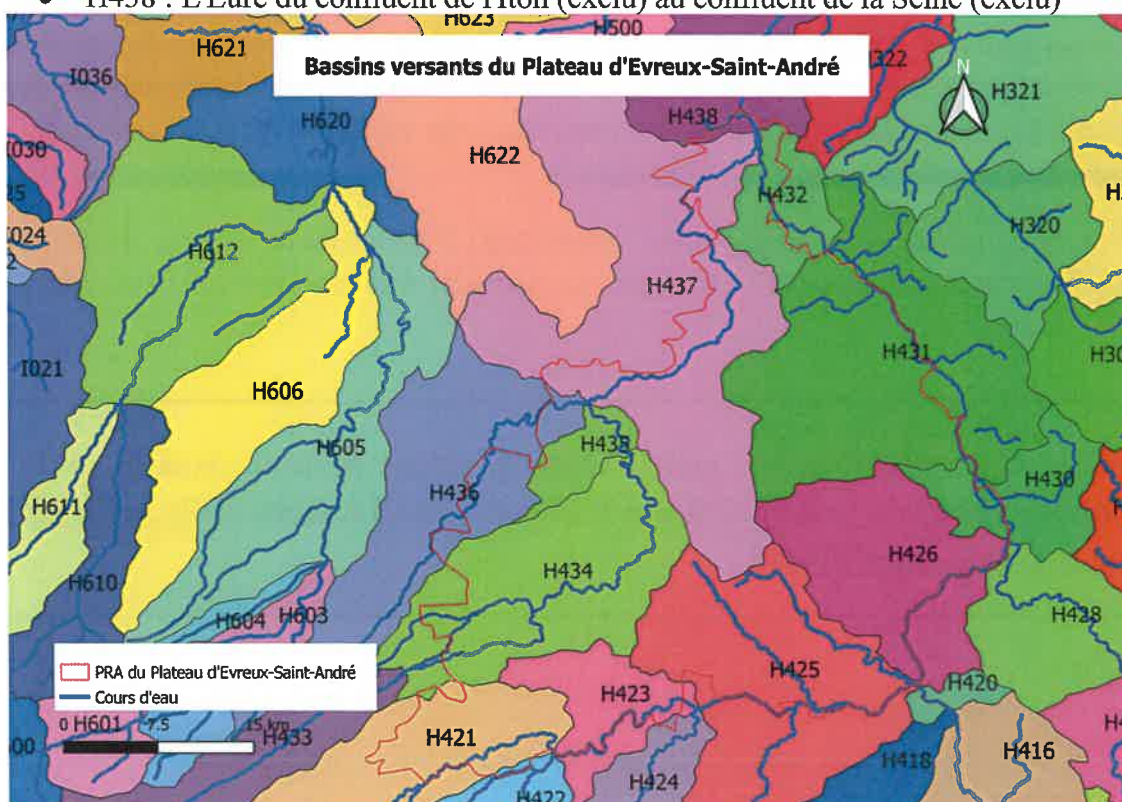 H438 : L'Eure du confluent de l'Iton (exclu) au confluent de la Seine (exclu)
H621
H623
H500
H322
Bassins versants du Plateau d'Evreux-Saint-André
I036
H620
H438
N
H321
H622
I030
H432
I024
H612
H320
H437
I021
H431
H606
H605
H435
H436
H430
H611
H426
H434
H610
H604
H603
H428
PRA du Plateau d'Evreux-Saint-André
H425
Cours d'eau
H420
H423
0
H601
7.5
15 km
H433
H421
H416
H418
H424
H422